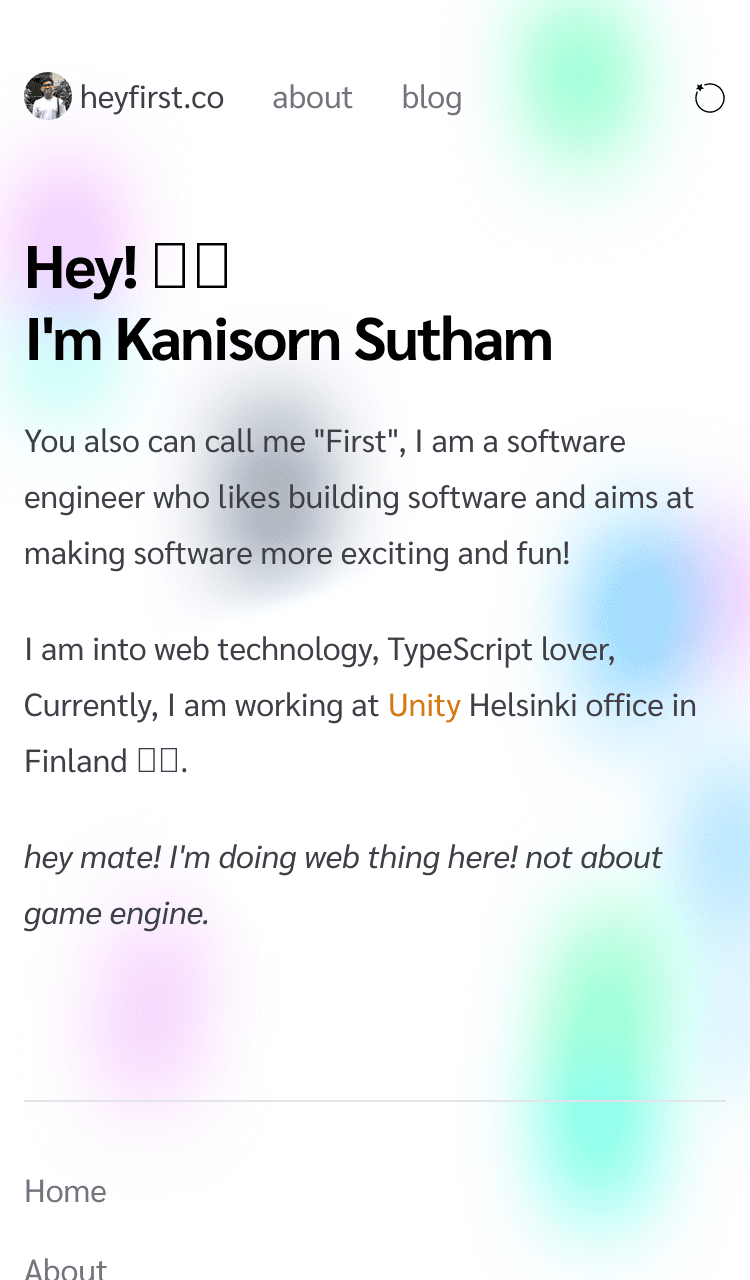 heyfirst.co about blog
Hey!
I'm Kanisorn Sutham
You also can call me "First", I am a software
engineer who likes building software and aims at
making software more exciting and fun!
I am into web technology, TypeScript lover,
Currently, I am working at Unity Helsinki office in
Finland .
hey mate! I'm doing web thing here! not about
game engine.
Home
About